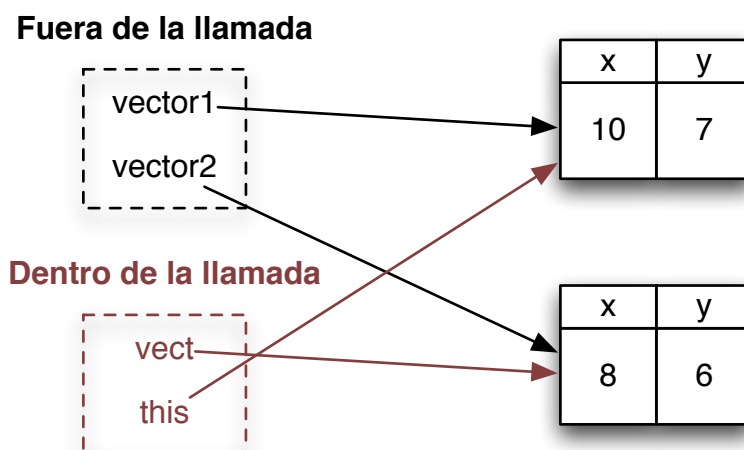 Fuera de la llamada
vector1
vector2
x y
10 7
Dentro de la llamada
vect
this
x y
8 6